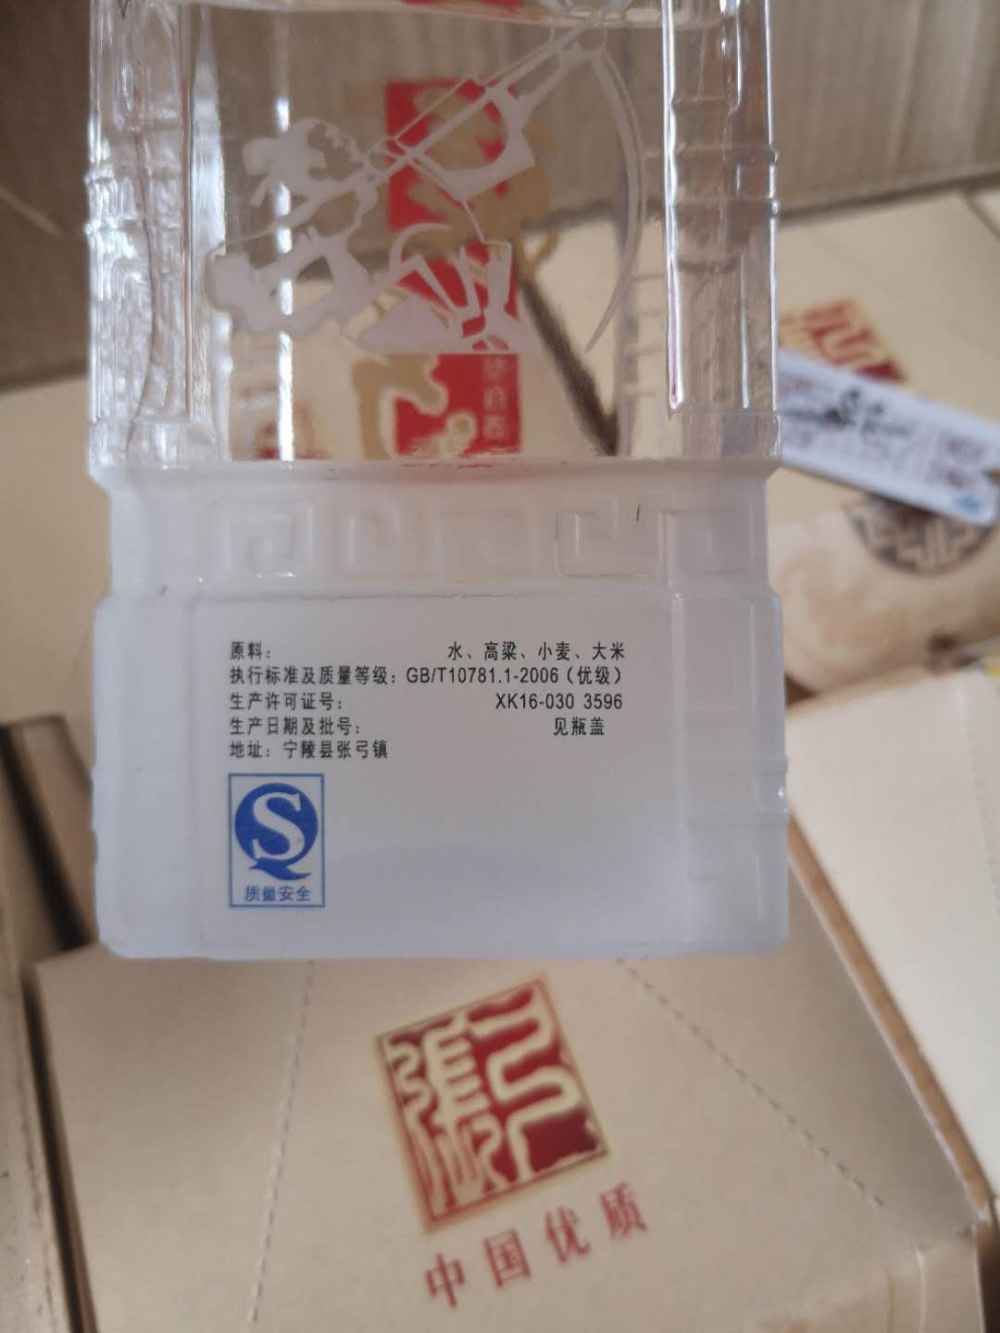 原料： 水、高粱、小麦、大米
执行标准及质量等级：GB/T10781.1-2006（优级）
生产许可证号： XK16-030 3596
生产日期及批号： 见瓶盖
地址：宁陵县张弓镇
质量安全
張弓
中国优质